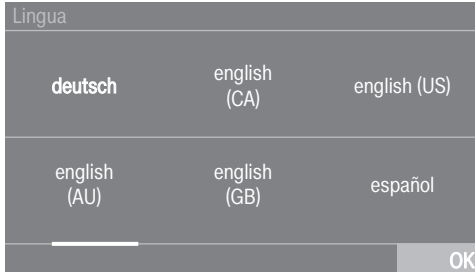 Lingua
deutsch
english
(CA)
english (US)
english
(AU)
english
(GB)
español
OK